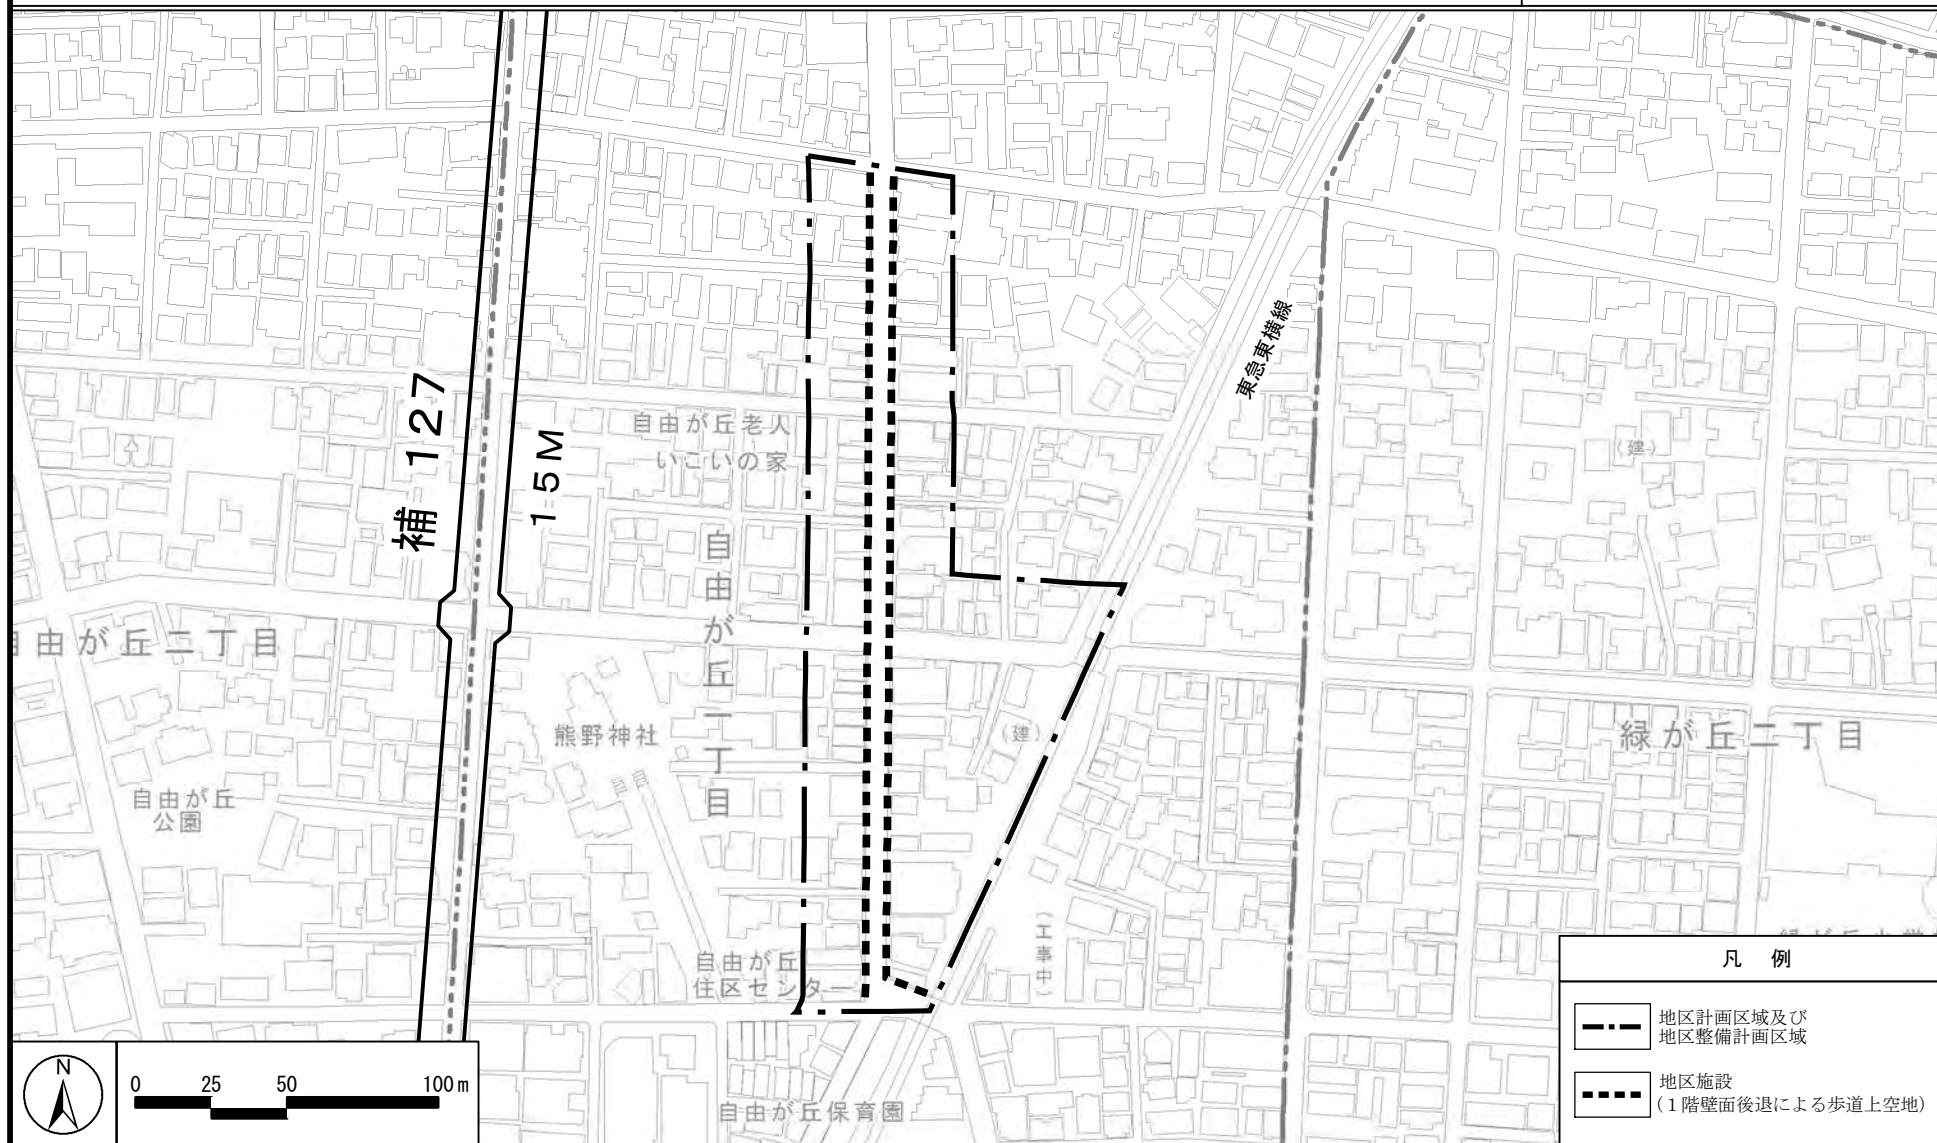 東急東横線
補 127
15M
自由が丘老人
いこいの家
自由が丘一丁目
自由が丘二丁目
(建)
熊野神社
(建)
緑が丘二丁目
自由が丘
公園
自由が丘
住区センター
(工事中)
自由が丘保育園
N
0 25 50 100m
凡 例
地区計画区域及び
地区整備計画区域
地区施設
(1階壁面後退による歩道上空地)